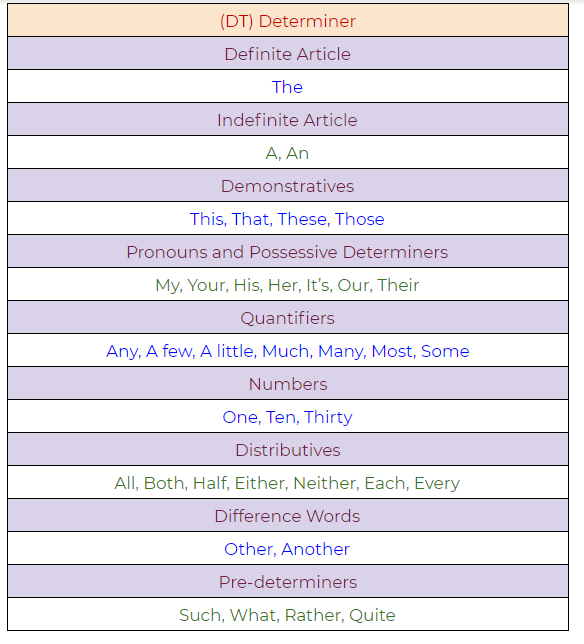 (DT) Determiner
Definite Article
The
Indefinite Article
A, An
Demonstratives
This, That, These, Those
Pronouns and Possessive Determiners
My, Your, His, Her, It’s, Our, Their
Quantifiers
Any, A few, A little, Much, Many, Most, Some
Numbers
One, Ten, Thirty
Distributives
All, Both, Half, Either, Neither, Each, Every
Difference Words
Other, Another
Pre-determiners
Such, What, Rather, Quite